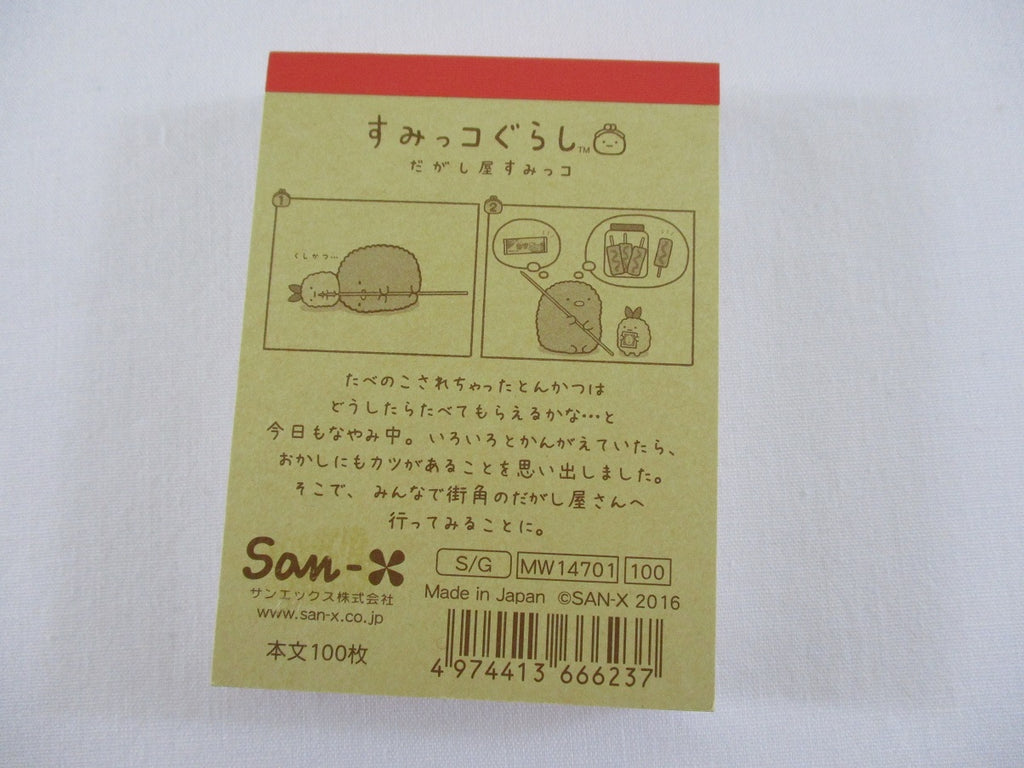 すみっコぐらし™
だがし屋すみっコ
1
くしかつ…
2
たべのこされちゃったとんかつは
どうしたらたべてもらえるかな…と
今日もなやみ中。いろいろとかんがえていたら、
おかしにもカツがあることを思い出しました。
そこで、みんなで街角のだがし屋さんへ
行ってみることに。
San-X
サンエックス株式会社
www.san-x.co.jp
本文100枚
S/G MW14701 100
Made in Japan ©SAN-X 2016
4 974413 666237